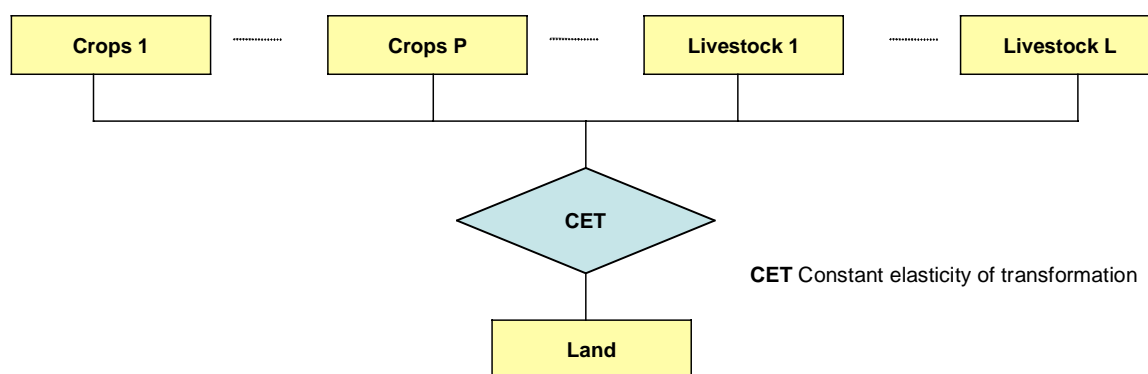 Crops 1
Crops P
Livestock 1
Livestock L
CET
CET Constant elasticity of transformation
Land